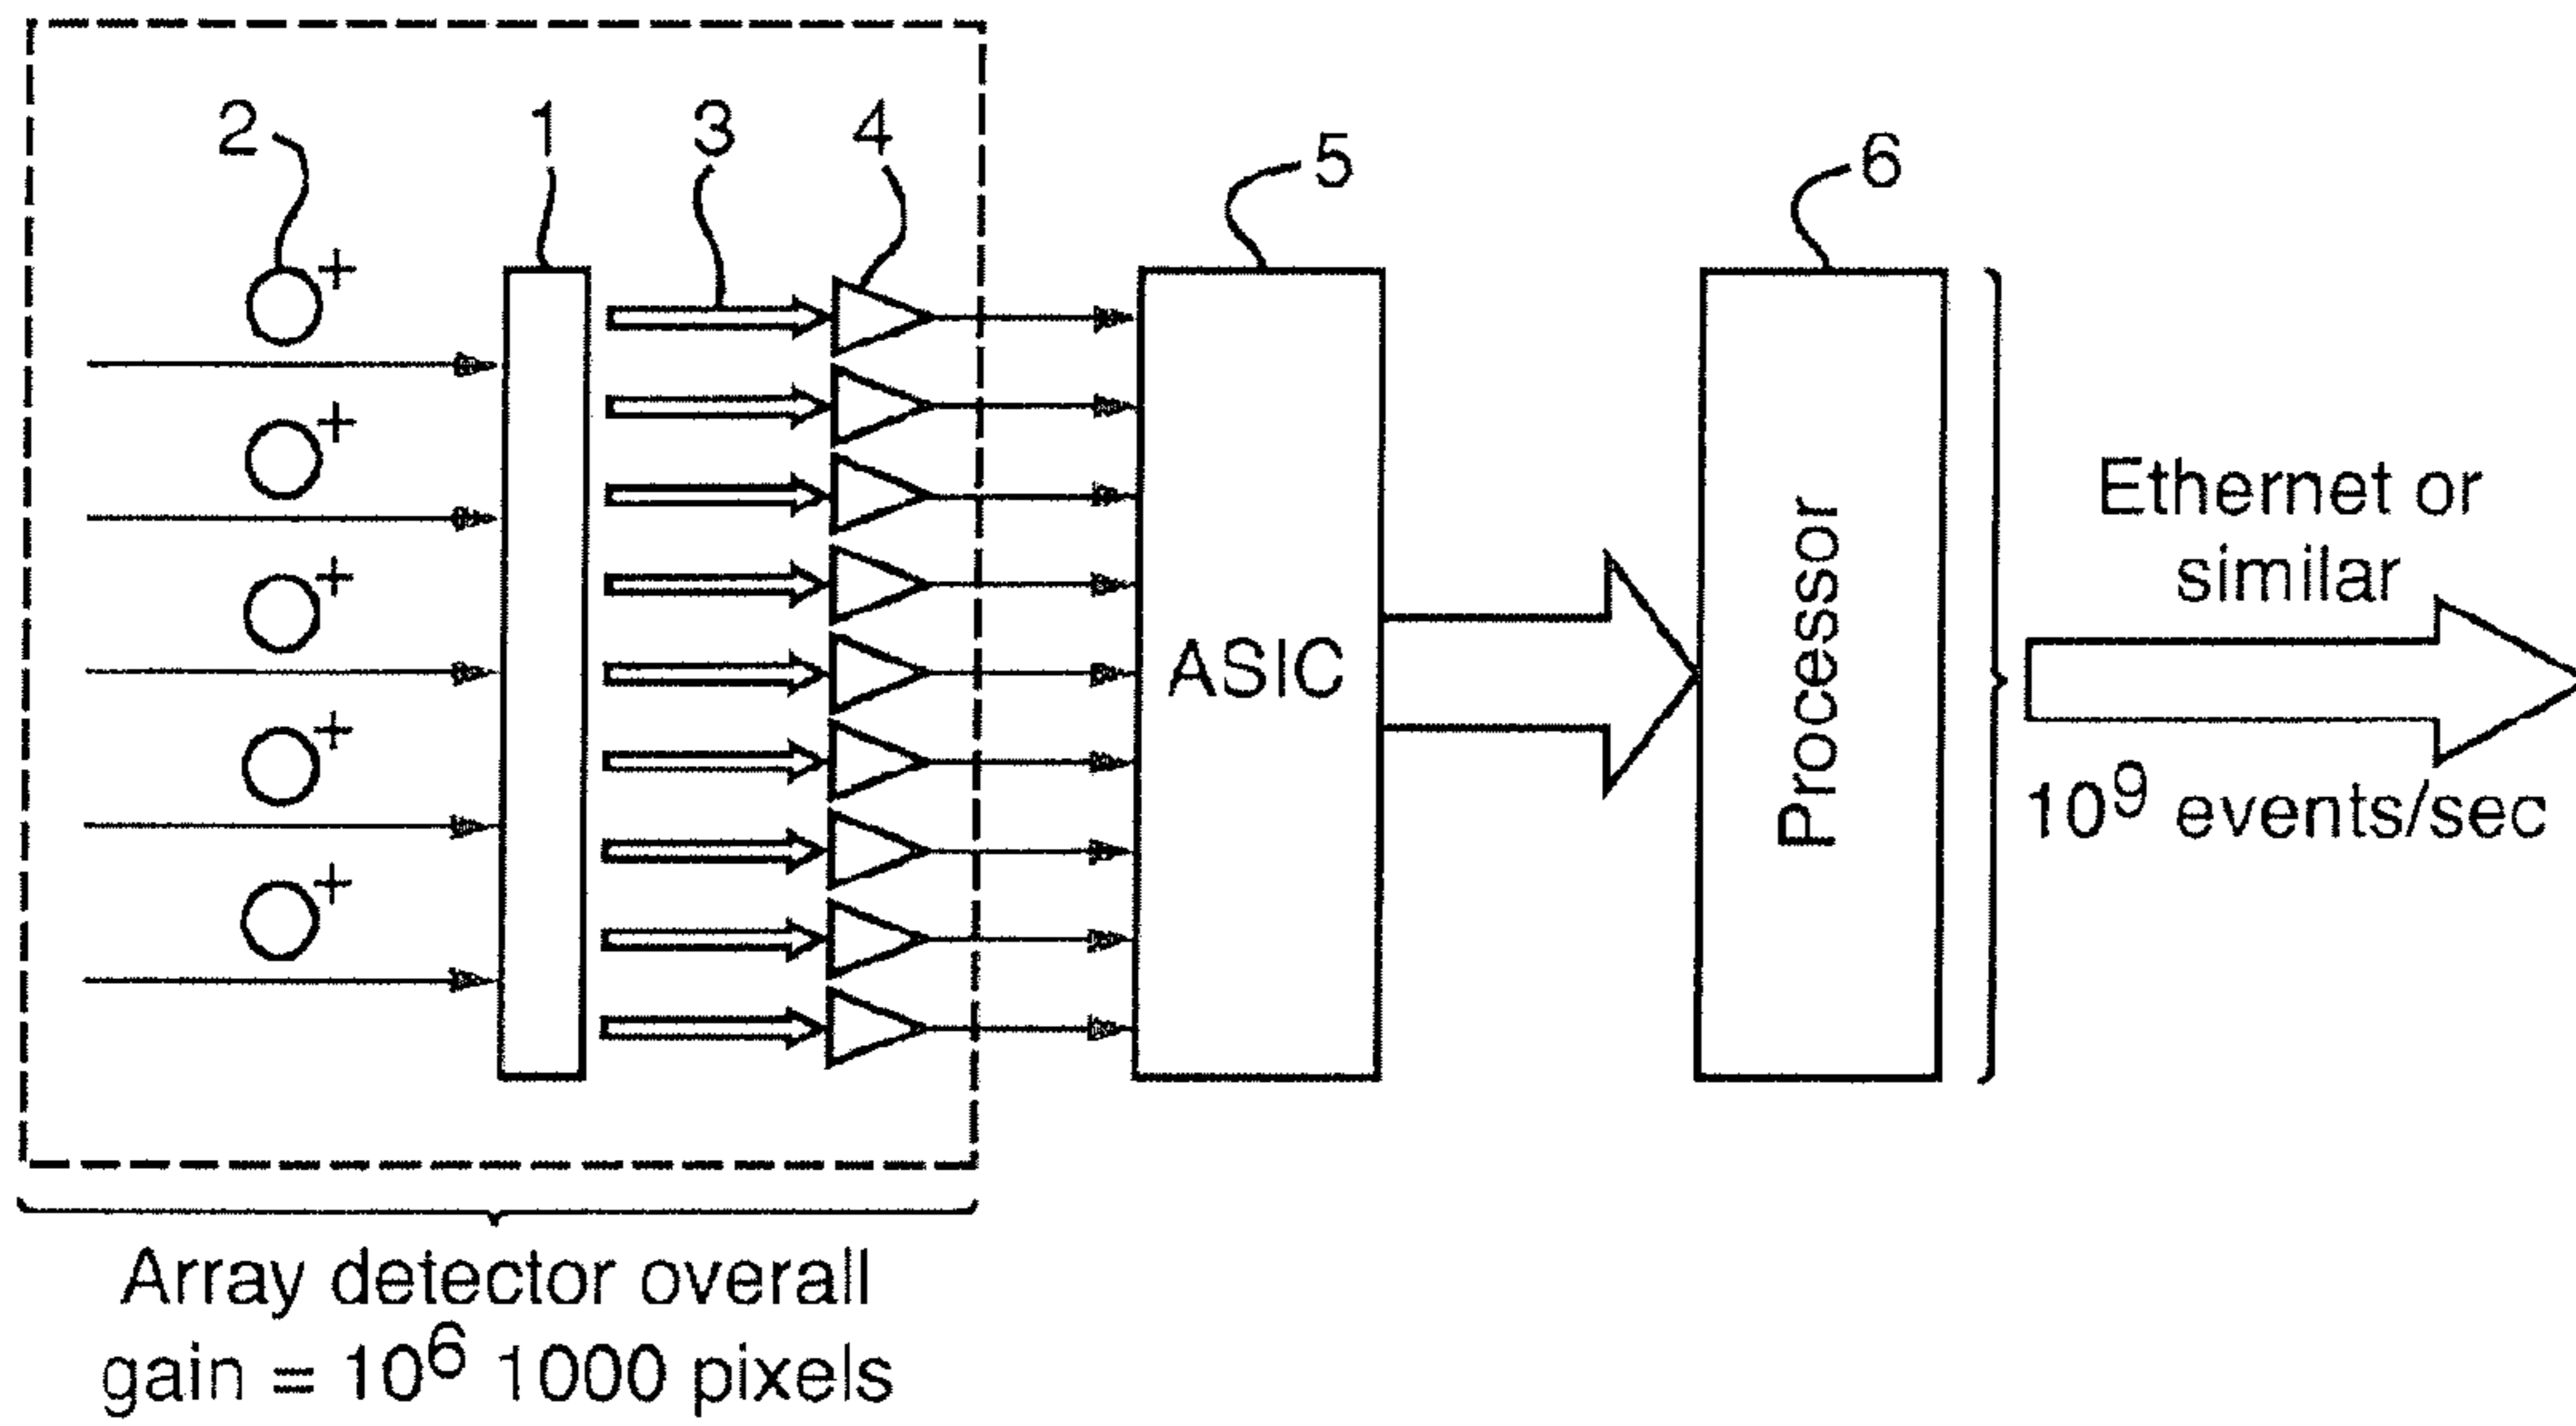 2
1
3
4
5
6
+
+
+
+
+
ASIC
Processor
Ethernet or
similar
10⁹ events/sec
Array detector overall
gain = 10⁶ 1000 pixels